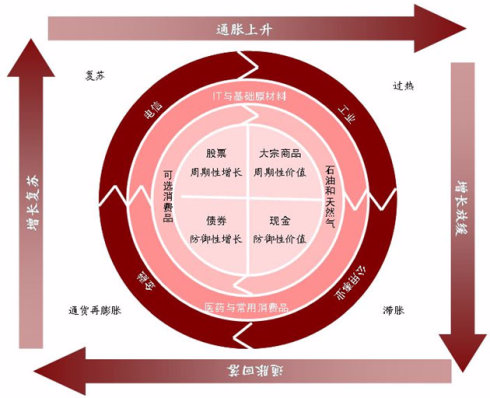 通胀上升
复苏
过热
IT与基础原材料
电信
工业
股票
周期性增长
大宗商品
周期性价值
可选消费品
石油和天然气
增长复苏
增长放缓
债券
防御性增长
现金
防御性价值
金融
公用事业
医药与常用消费品
通货再膨胀
滞胀
通胀回落